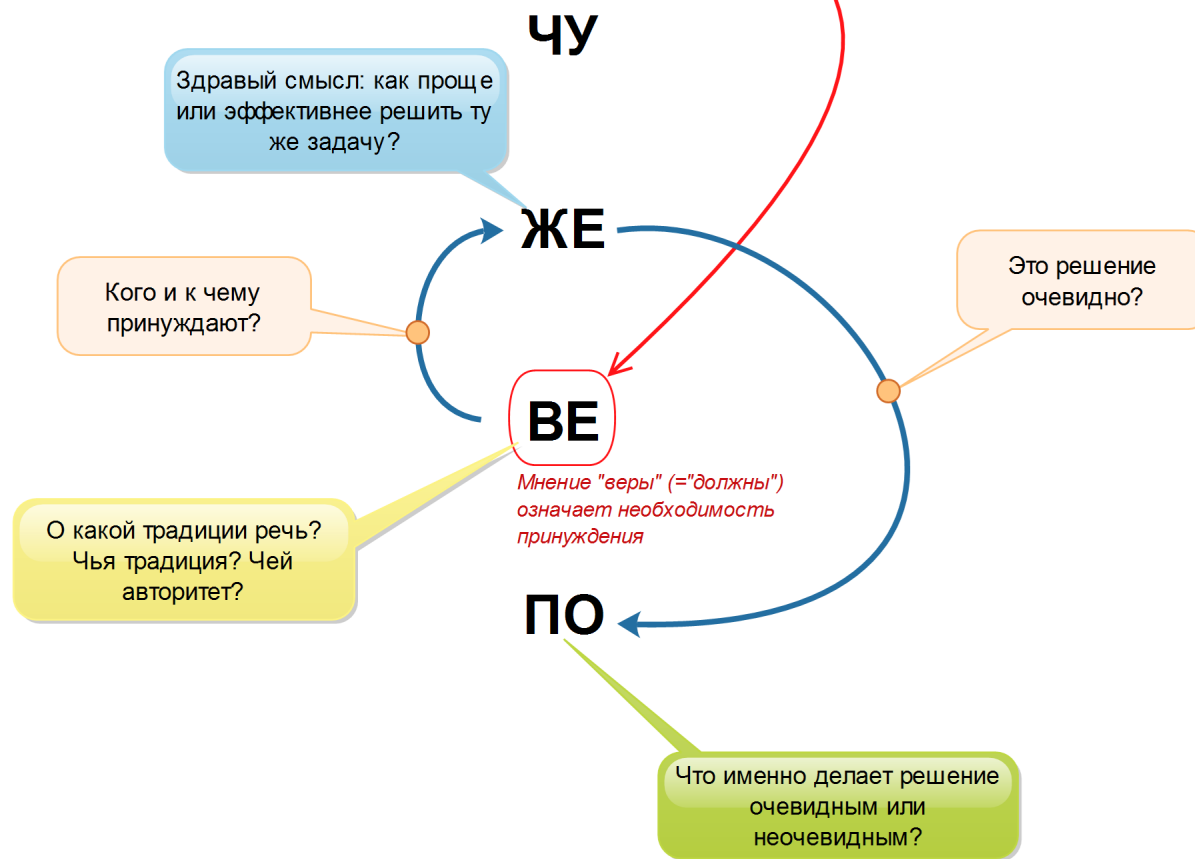 ЧУ
Здравый смысл: как проще
или эффективнее решить ту
же задачу?
ЖЕ
Кого и к чему
принуждают?
Это решение
очевидно?
ВЕ
Мнение "веры" (="должны")
означает необходимость
принуждения
О какой традиции речь?
Чья традиция? Чей
авторитет?
ПО
Что именно делает решение
очевидным или
неочевидным?